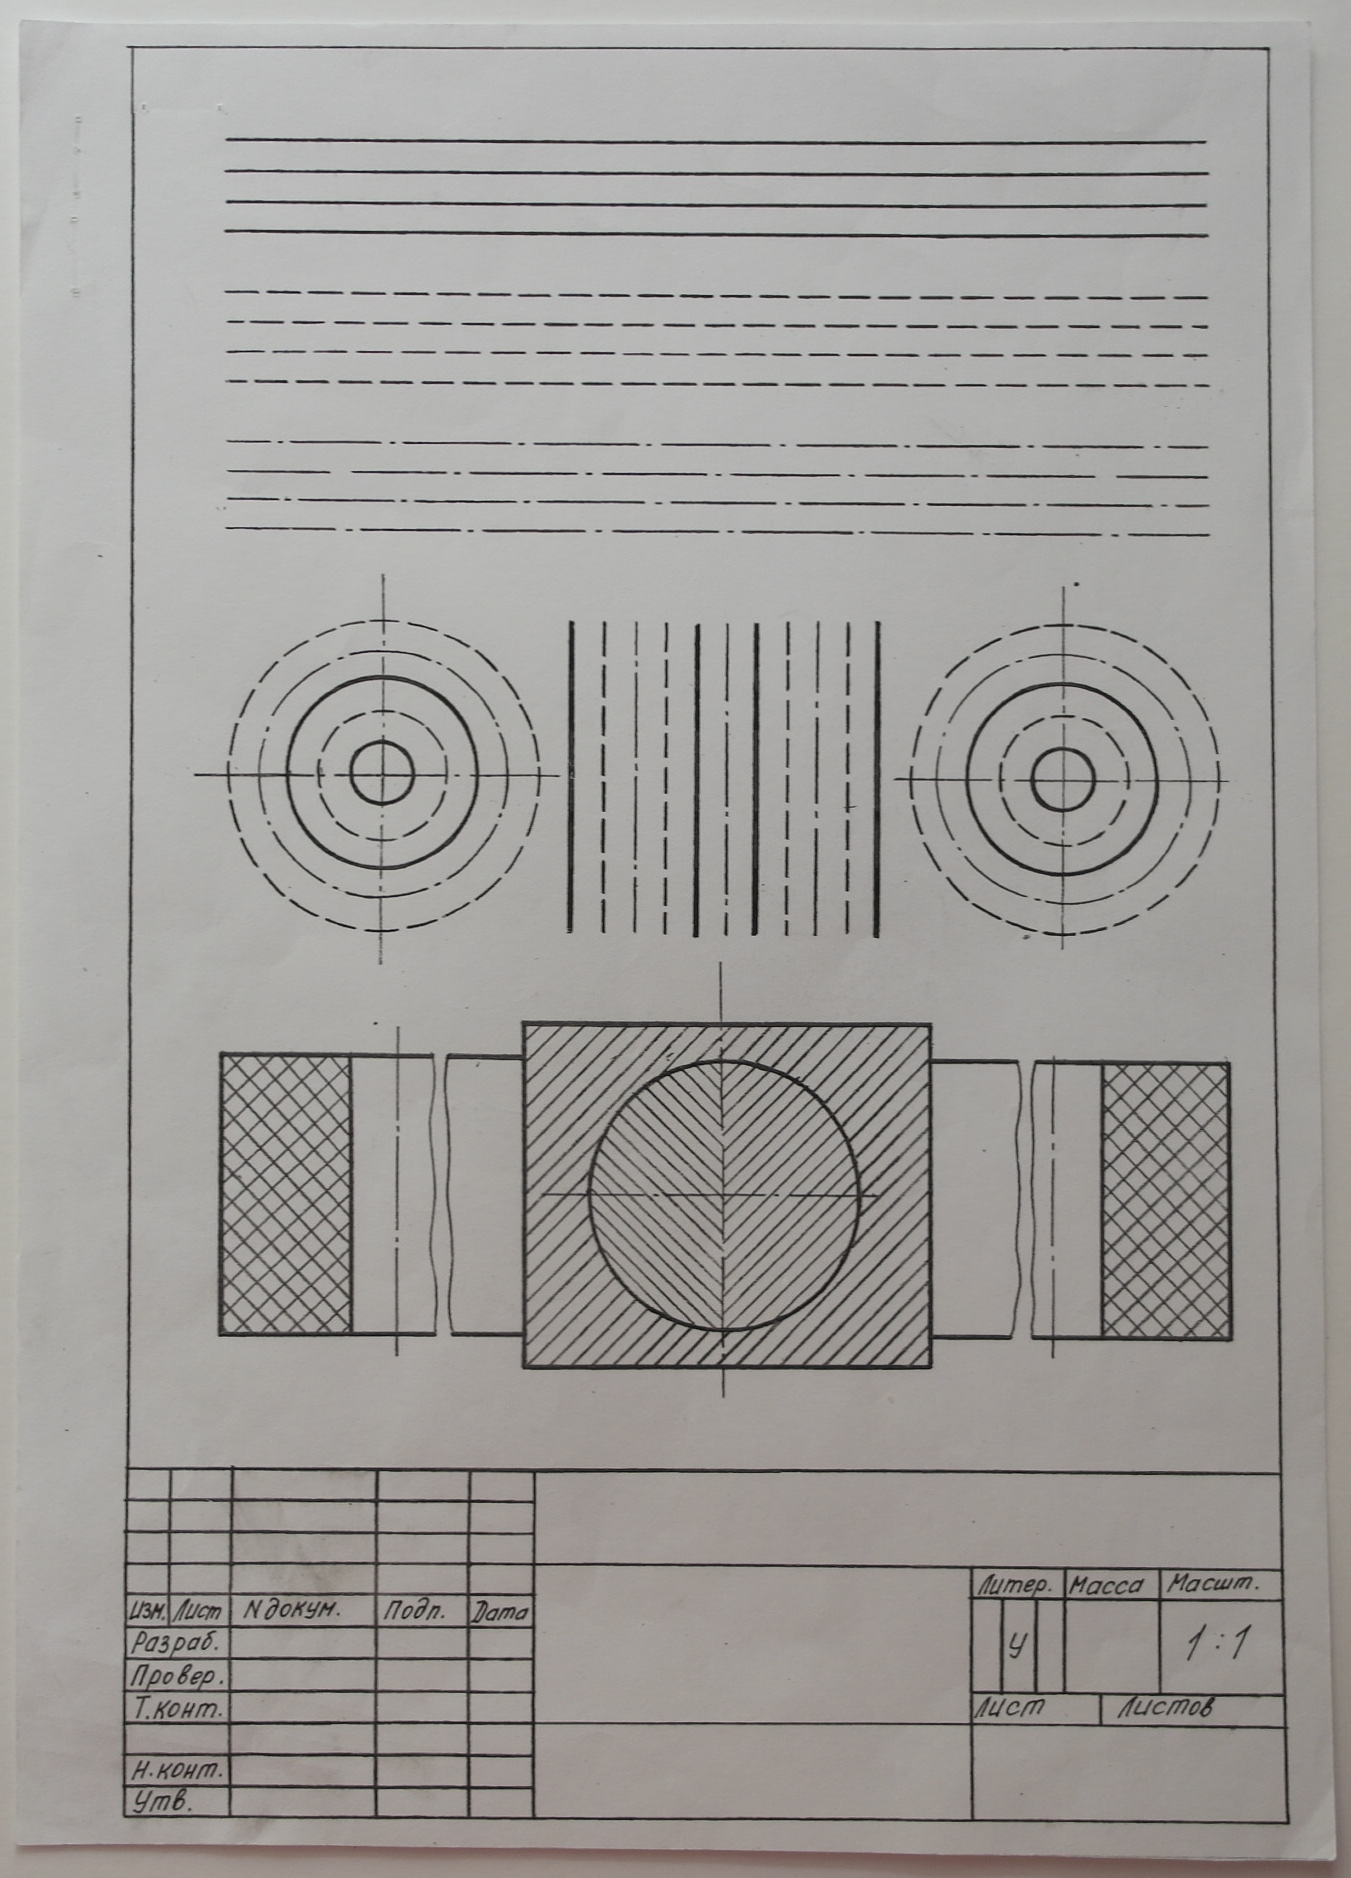 Литер. Масса Масшт.
Изм. Лист N докум. Подп. Дата
Разраб.
у 1:1
Провер.
Т.конт. Лист Листов
Н.конт.
Утв.